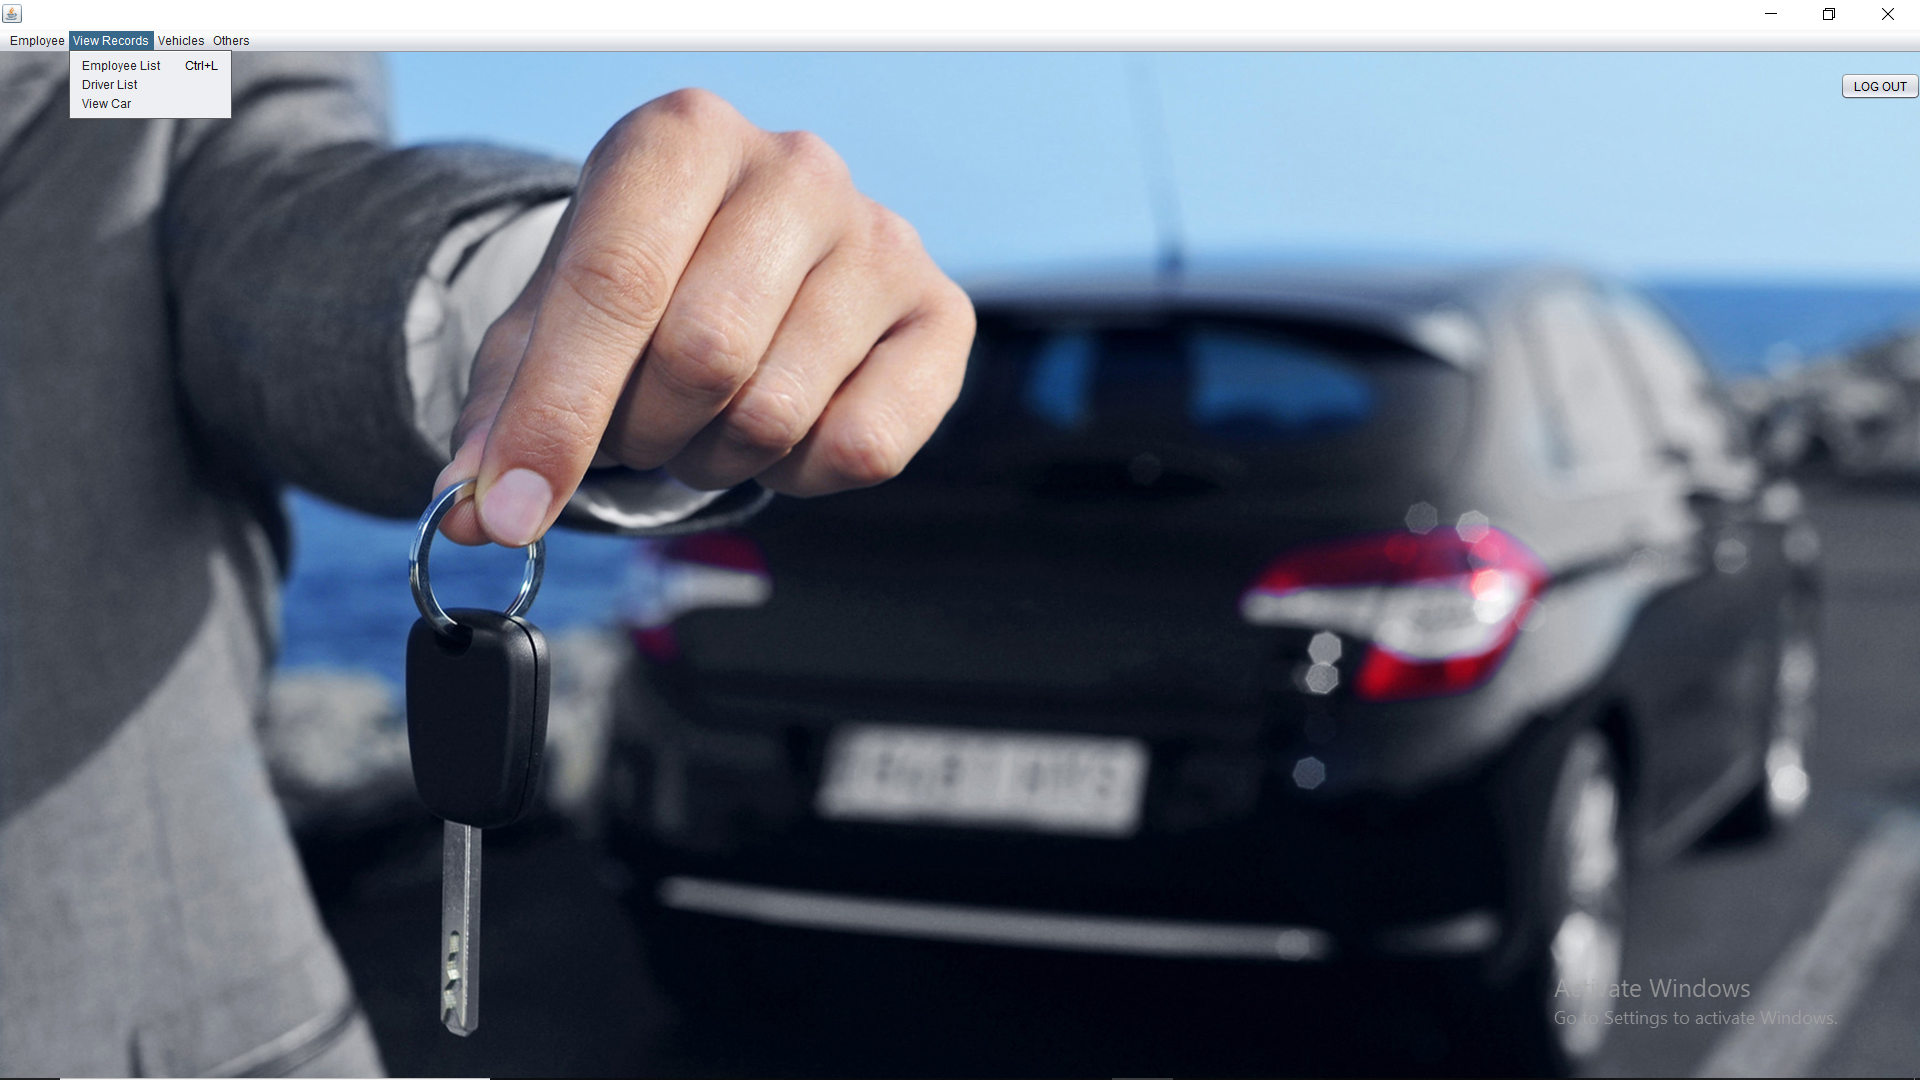 Employee View Records Vehicles Others
Employee List Ctrl+L
Driver List
View Car
LOG OUT
Activate Windows
Go to Settings to activate Windows.